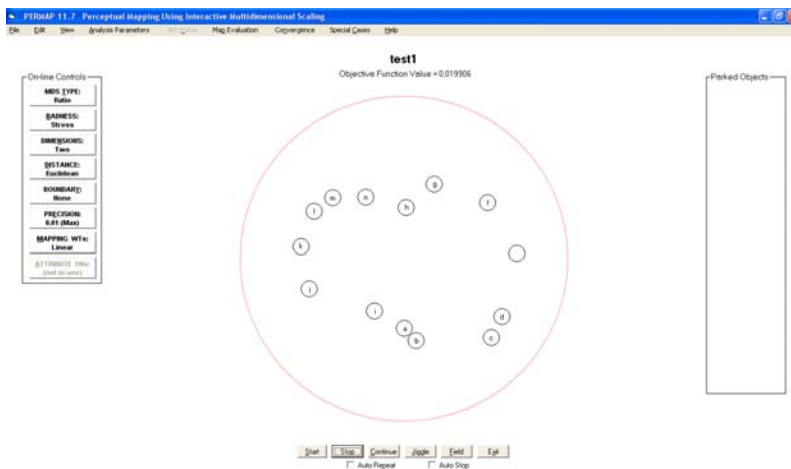 PERMAP 11.7 Perceptual Mapping Using Interactive Multidimensional Scaling
File Edit View Analysis Parameters Attributes Map Evaluation Convergence Special Cases Help
test1
Objective Function Value = 0.019906
On-line Controls
MDS TYPE:
Ratio
BADNESS:
Stress
DIMENSIONS:
Two
DISTANCE:
Euclidean
BOUNDARY:
None
PRECISION:
0.01 (Max)
MAPPING WTs:
Linear
ATTRIBUTE
(not in use)
Parked Objects
g
m n
f
l h
k
j
i
d
a
b c
Start Stop Continue Jiggle Field Exit
Auto Repeat Auto Stop